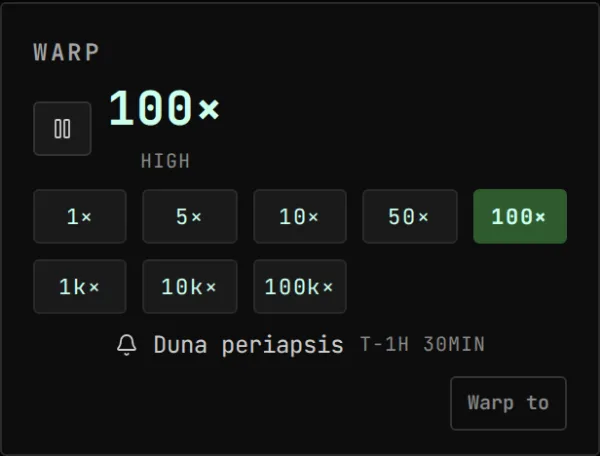 WARP
100×
HIGH
1× 5× 10× 50× 100×
1k× 10k× 100k×
Duna periapsis T-1H 30MIN
Warp to